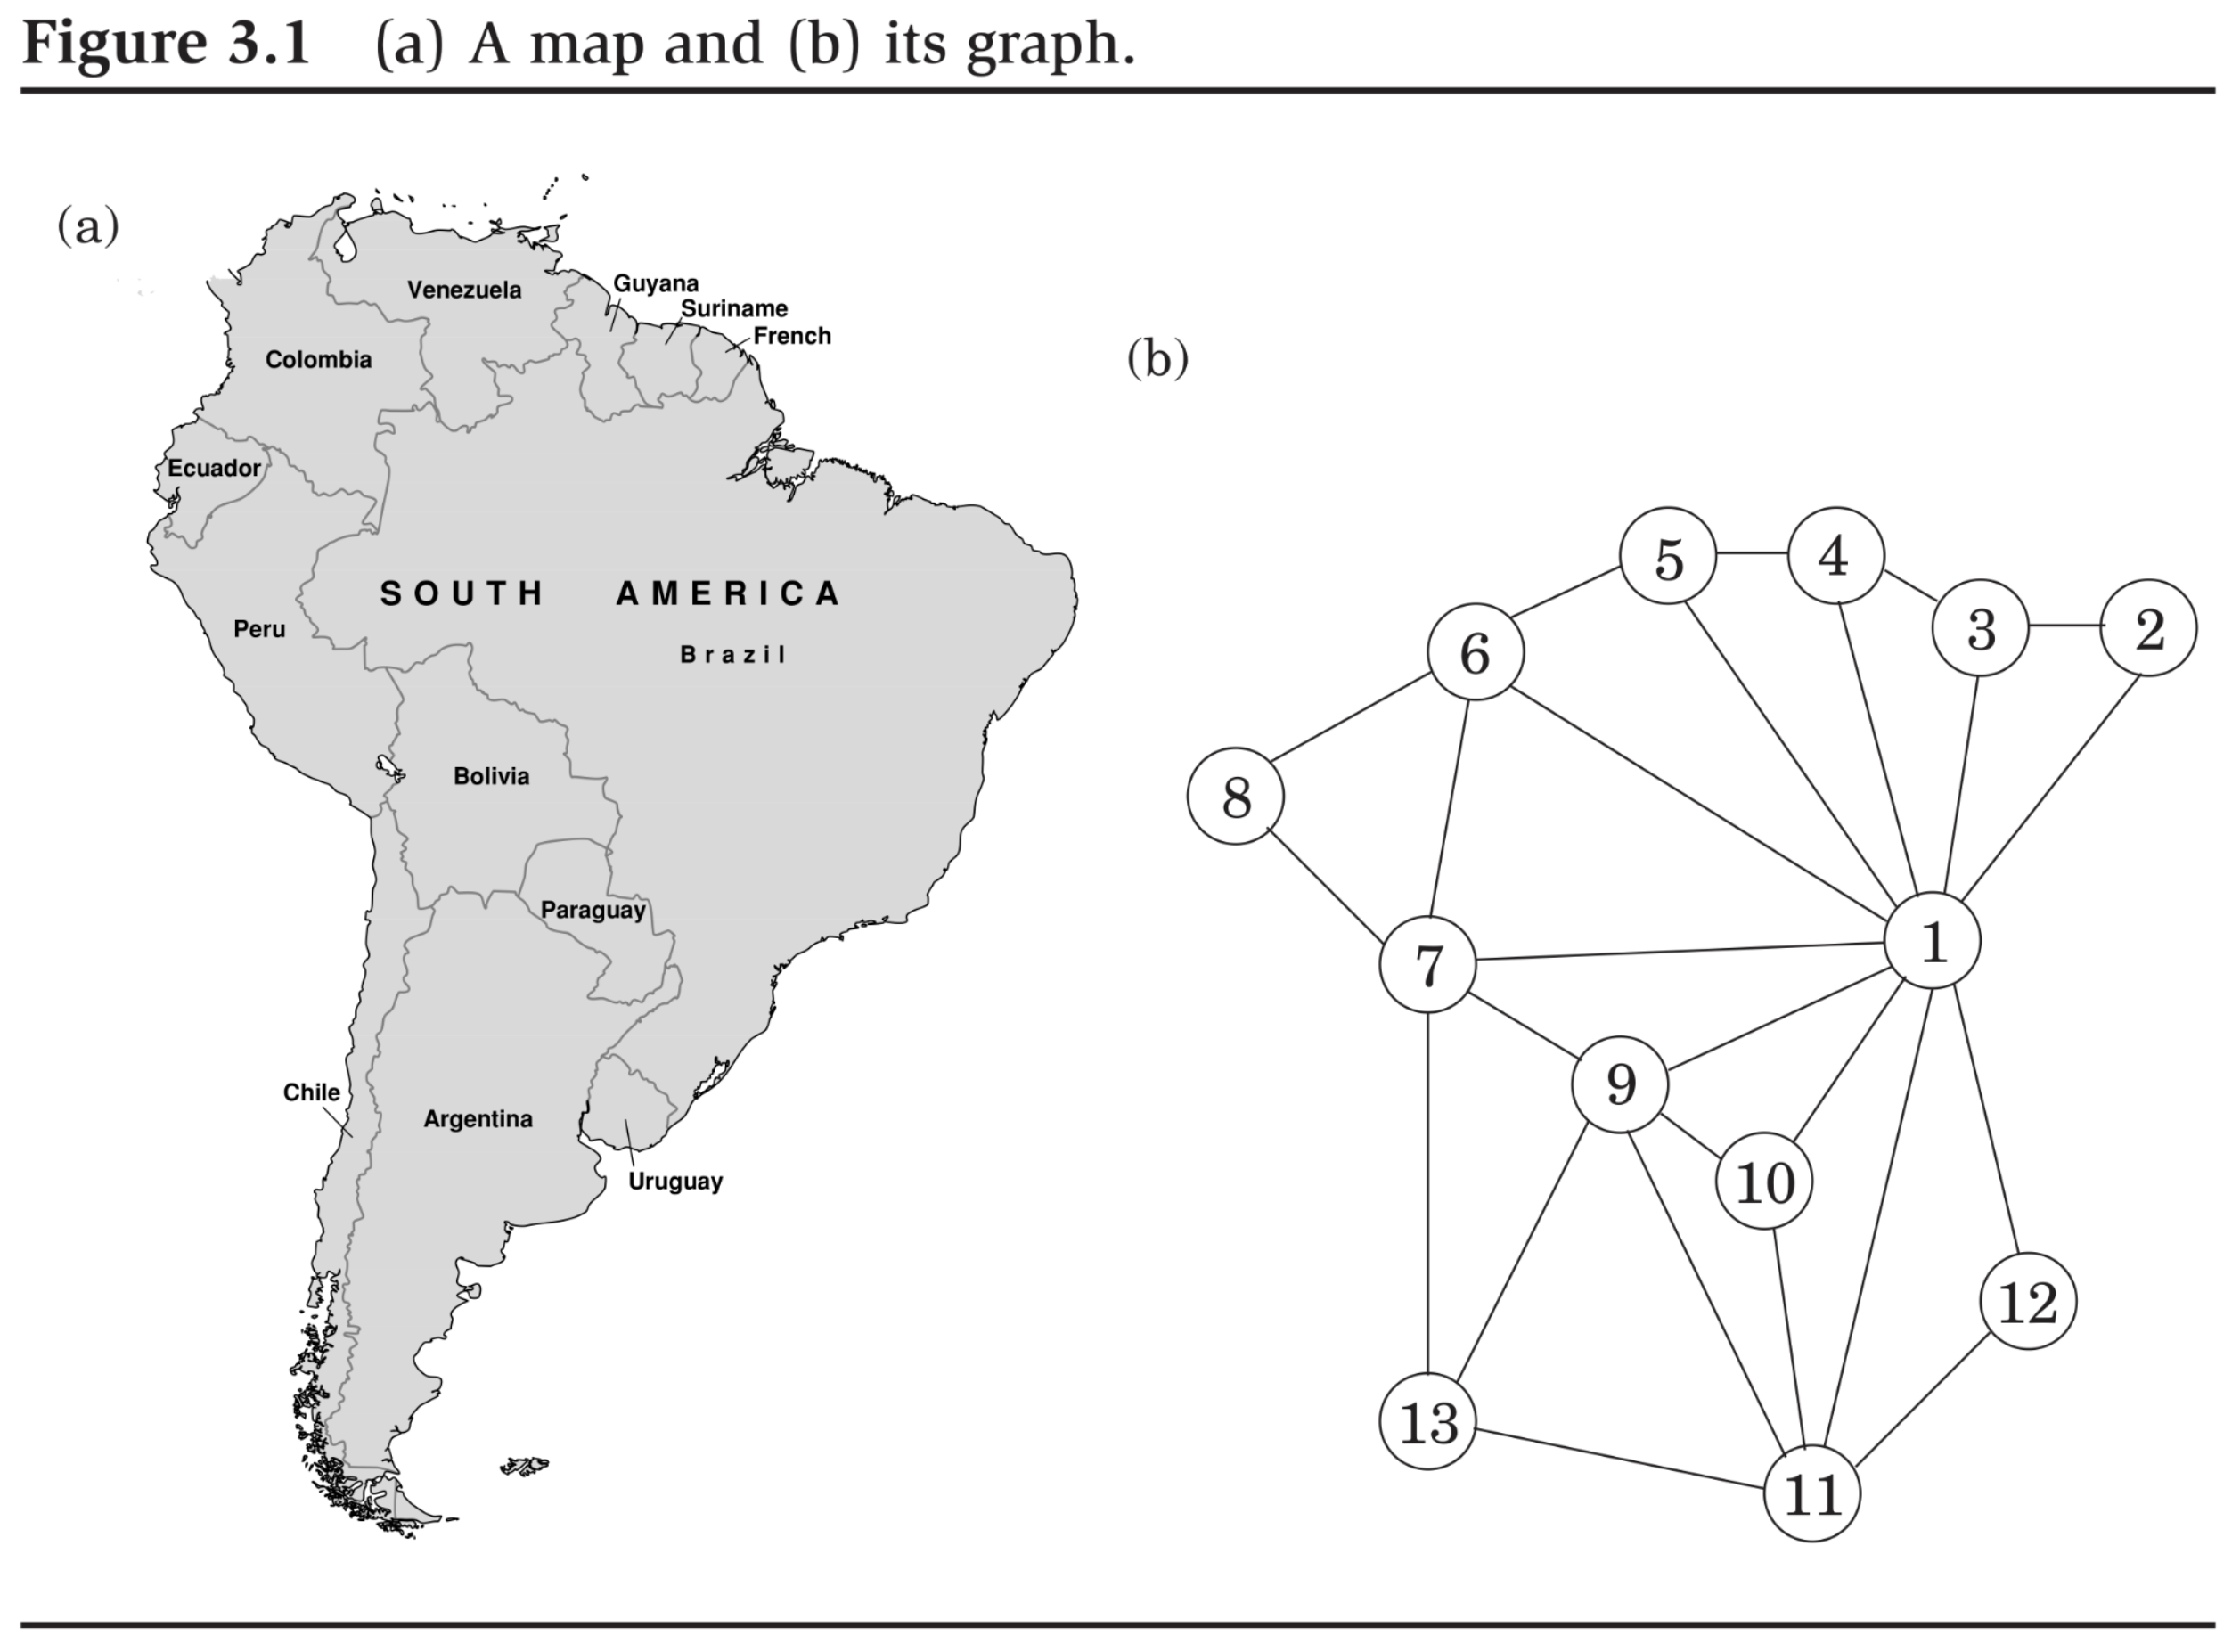 Figure 3.1 (a) A map and (b) its graph.
(a)
Venezuela
Guyana
Suriname
French
Colombia
Ecuador
SOUTH AMERICA
Peru
Brazil
Bolivia
Paraguay
Chile
Argentina
Uruguay
(b)
5
4
3
2
6
8
7
1
9
10
12
13
11